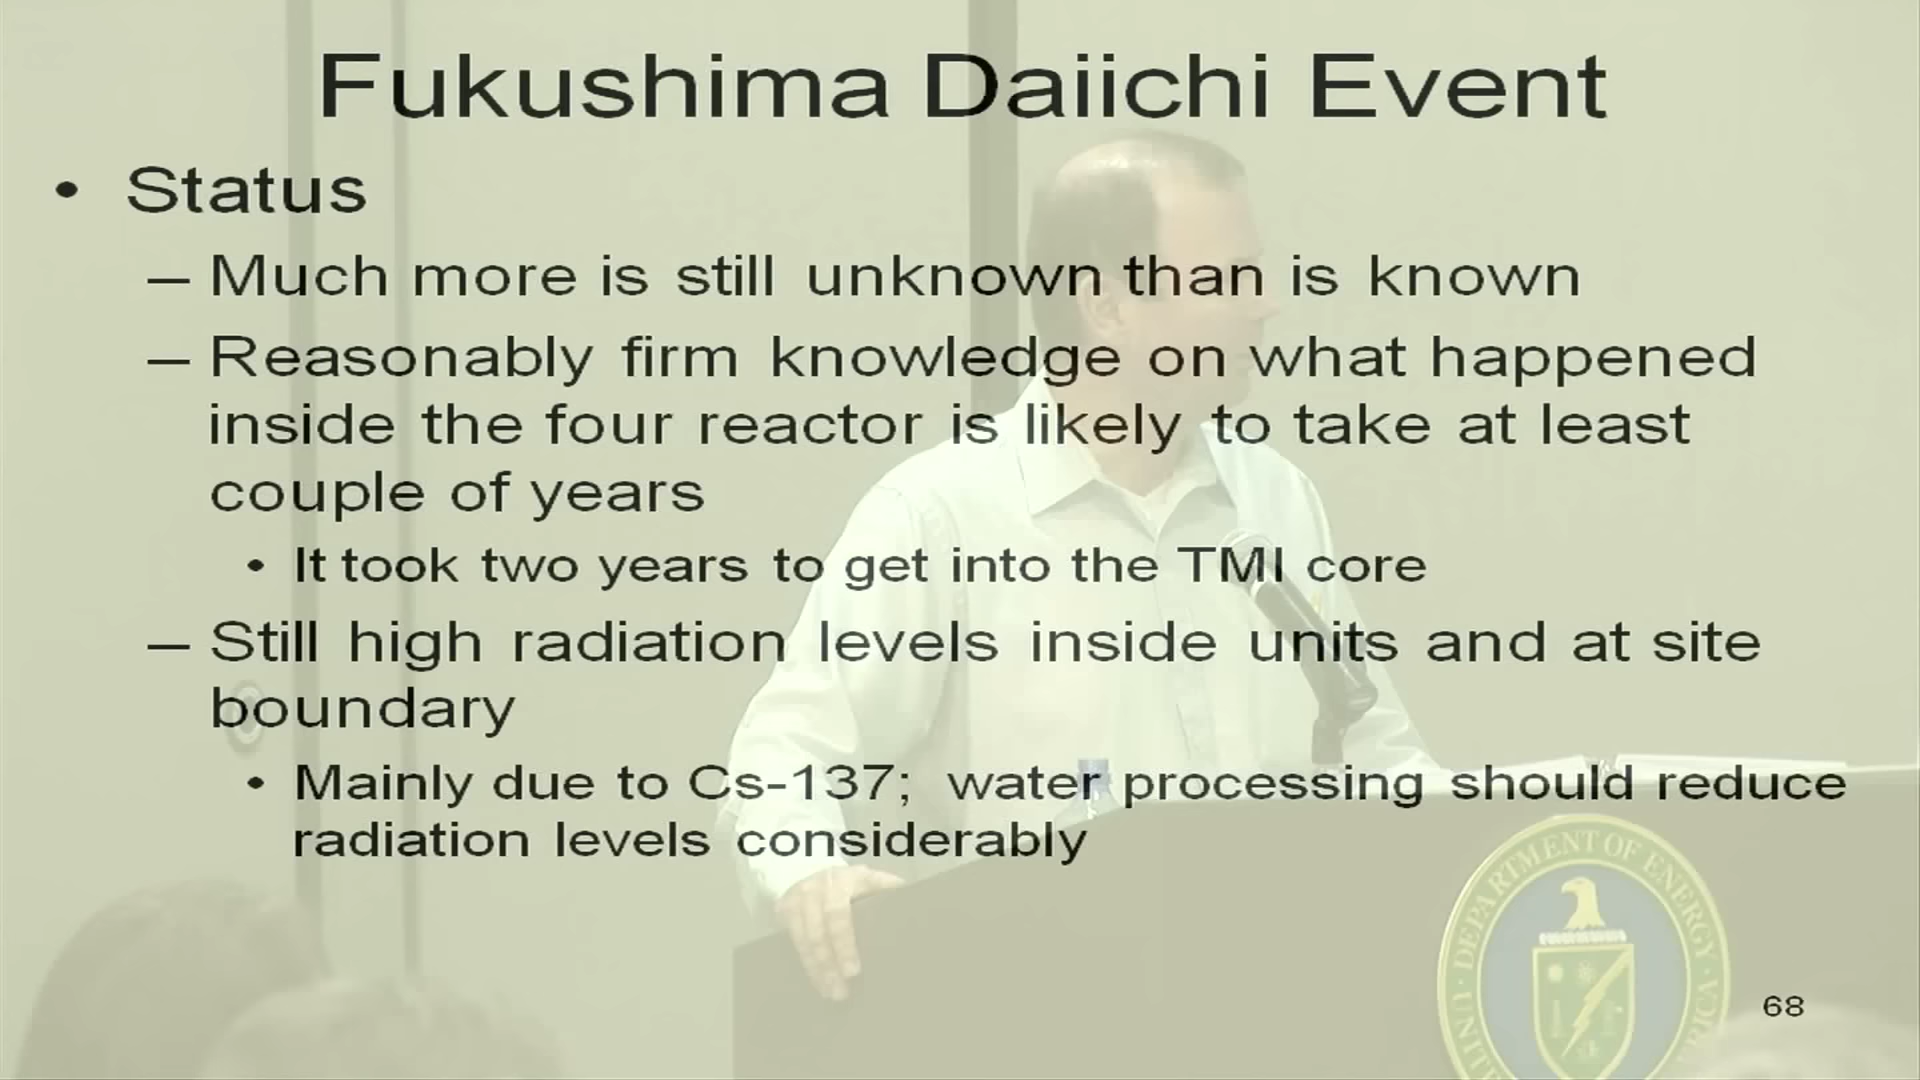 Fukushima Daiichi Event
• Status
– Much more is still unknown than is known
– Reasonably firm knowledge on what happened
inside the four reactor is likely to take at least
couple of years
• It took two years to get into the TMI core
– Still high radiation levels inside units and at site
boundary
• Mainly due to Cs-137; water processing should reduce
radiation levels considerably
DEPARTMENT OF ENERGY
68